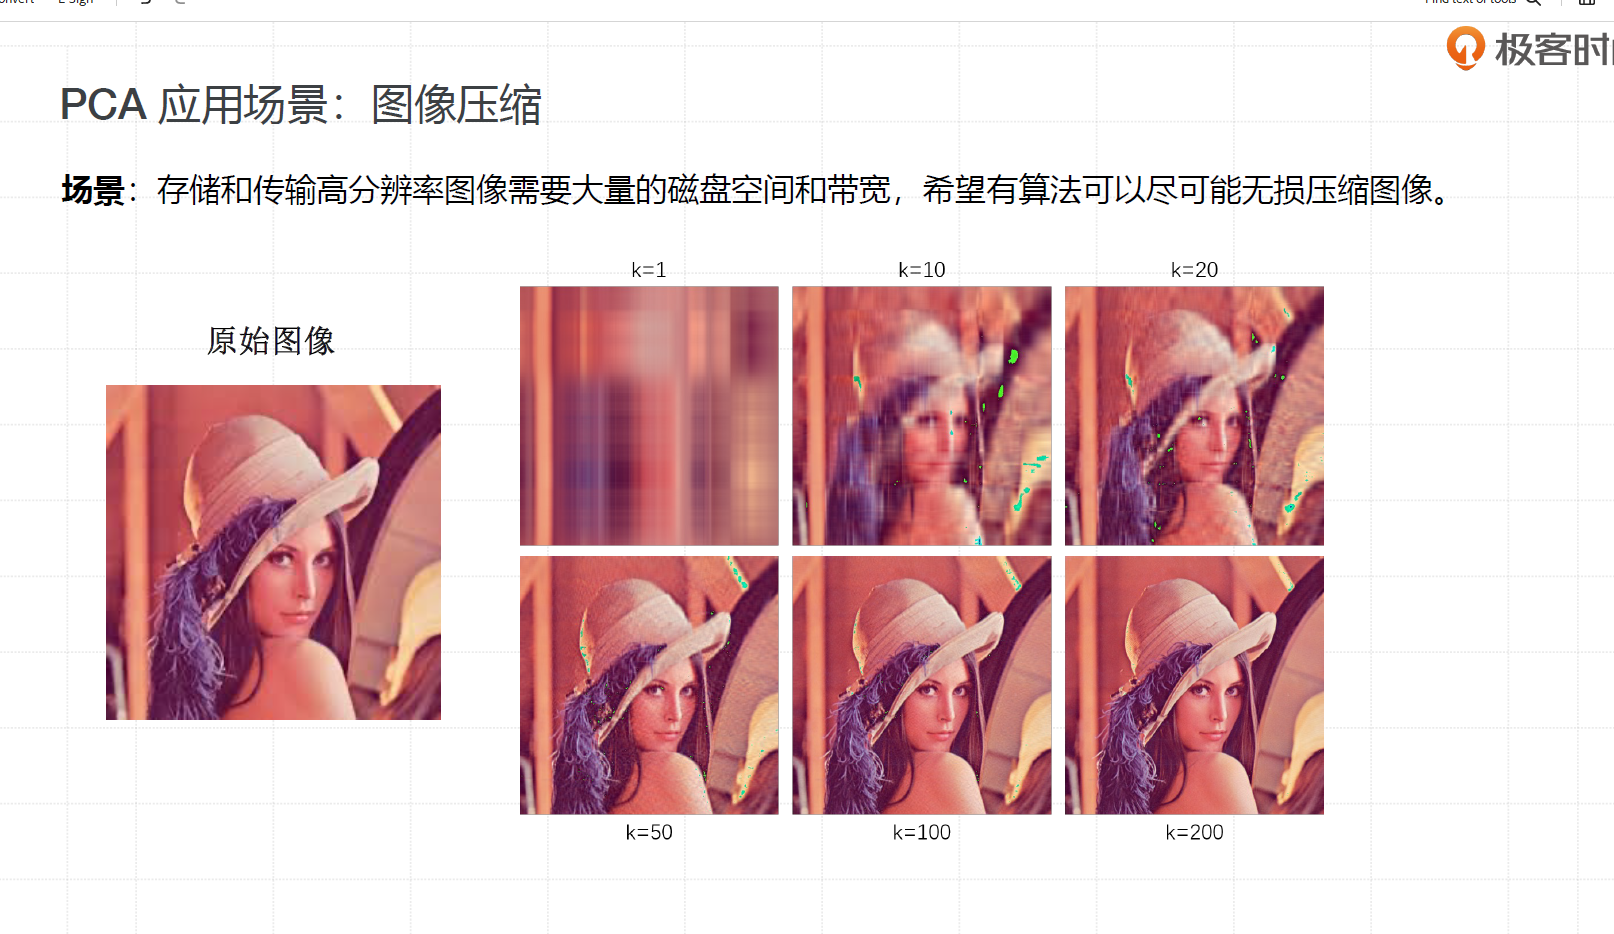 PCA 应用场景：图像压缩
场景：存储和传输高分辨率图像需要大量的磁盘空间和带宽，希望有算法可以尽可能无损压缩图像。
原始图像
k=1
k=10
k=20
k=50
k=100
k=200
极客时